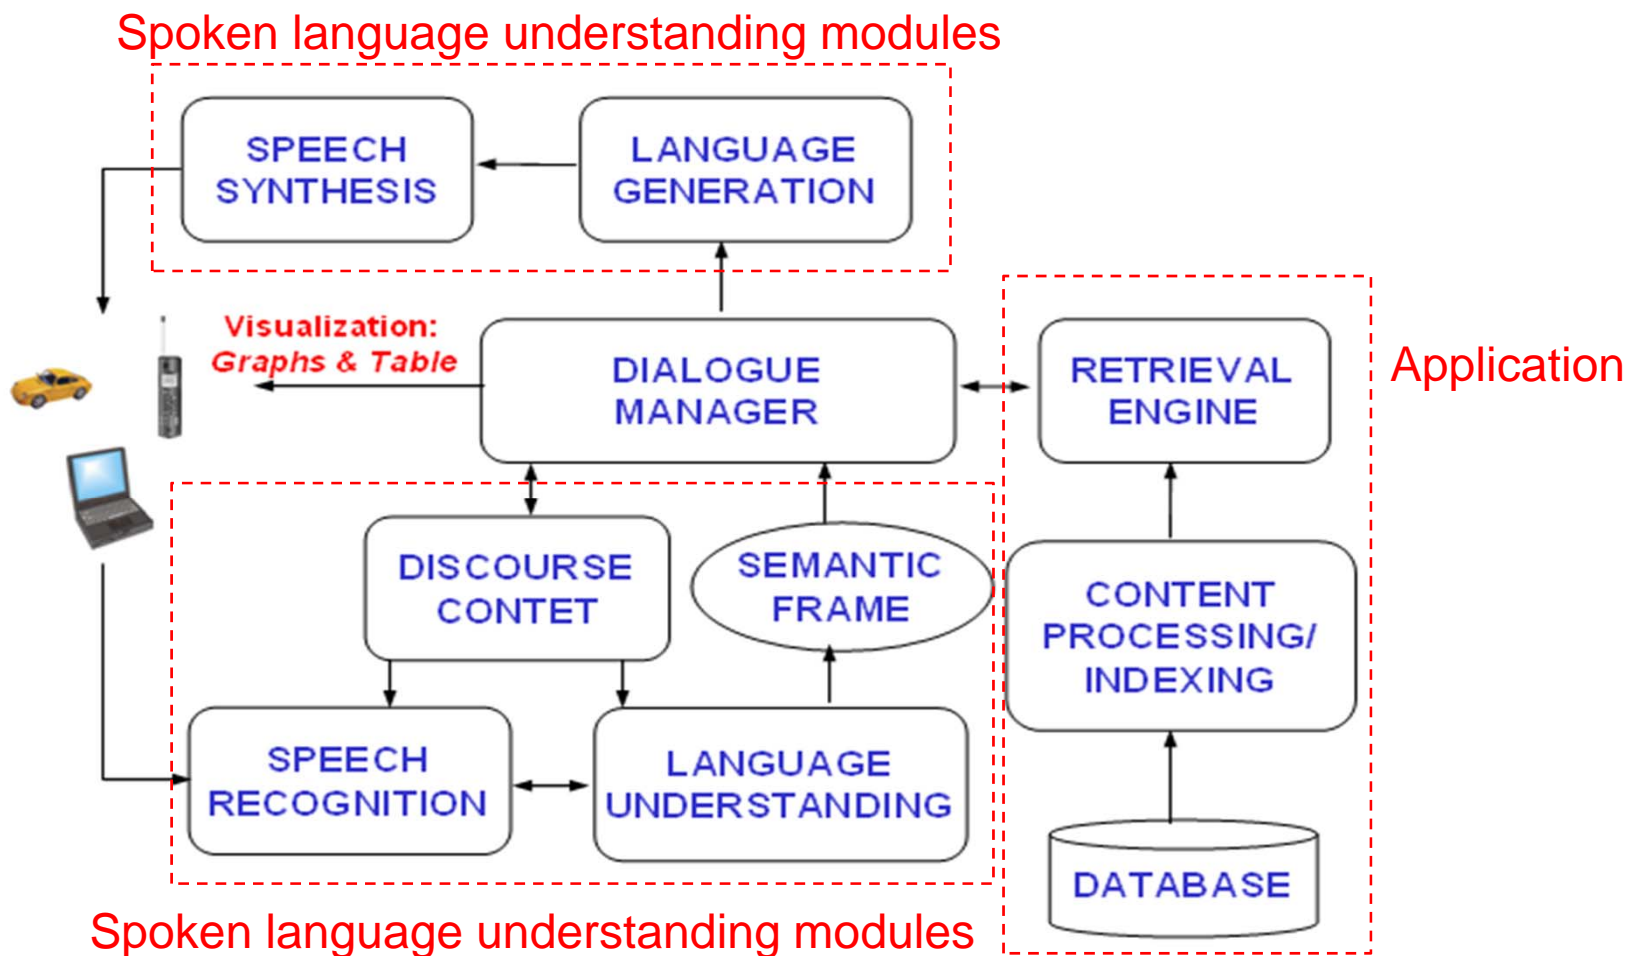 Spoken language understanding modules
SPEECH
SYNTHESIS
LANGUAGE
GENERATION
Visualization:
Graphs & Table
DIALOGUE
MANAGER
RETRIEVAL
ENGINE
Application
DISCOURSE
CONTET
SEMANTIC
FRAME
CONTENT
PROCESSING/
INDEXING
SPEECH
RECOGNITION
LANGUAGE
UNDERSTANDING
DATABASE
Spoken language understanding modules